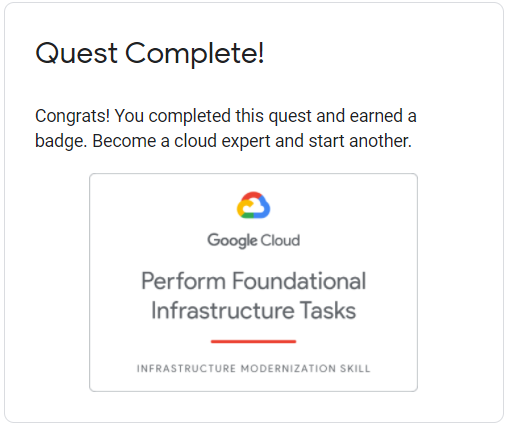 Quest Complete!
Congrats! You completed this quest and earned a
badge. Become a cloud expert and start another.
Google Cloud
Perform Foundational
Infrastructure Tasks
INFRASTRUCTURE MODERNIZATION SKILL